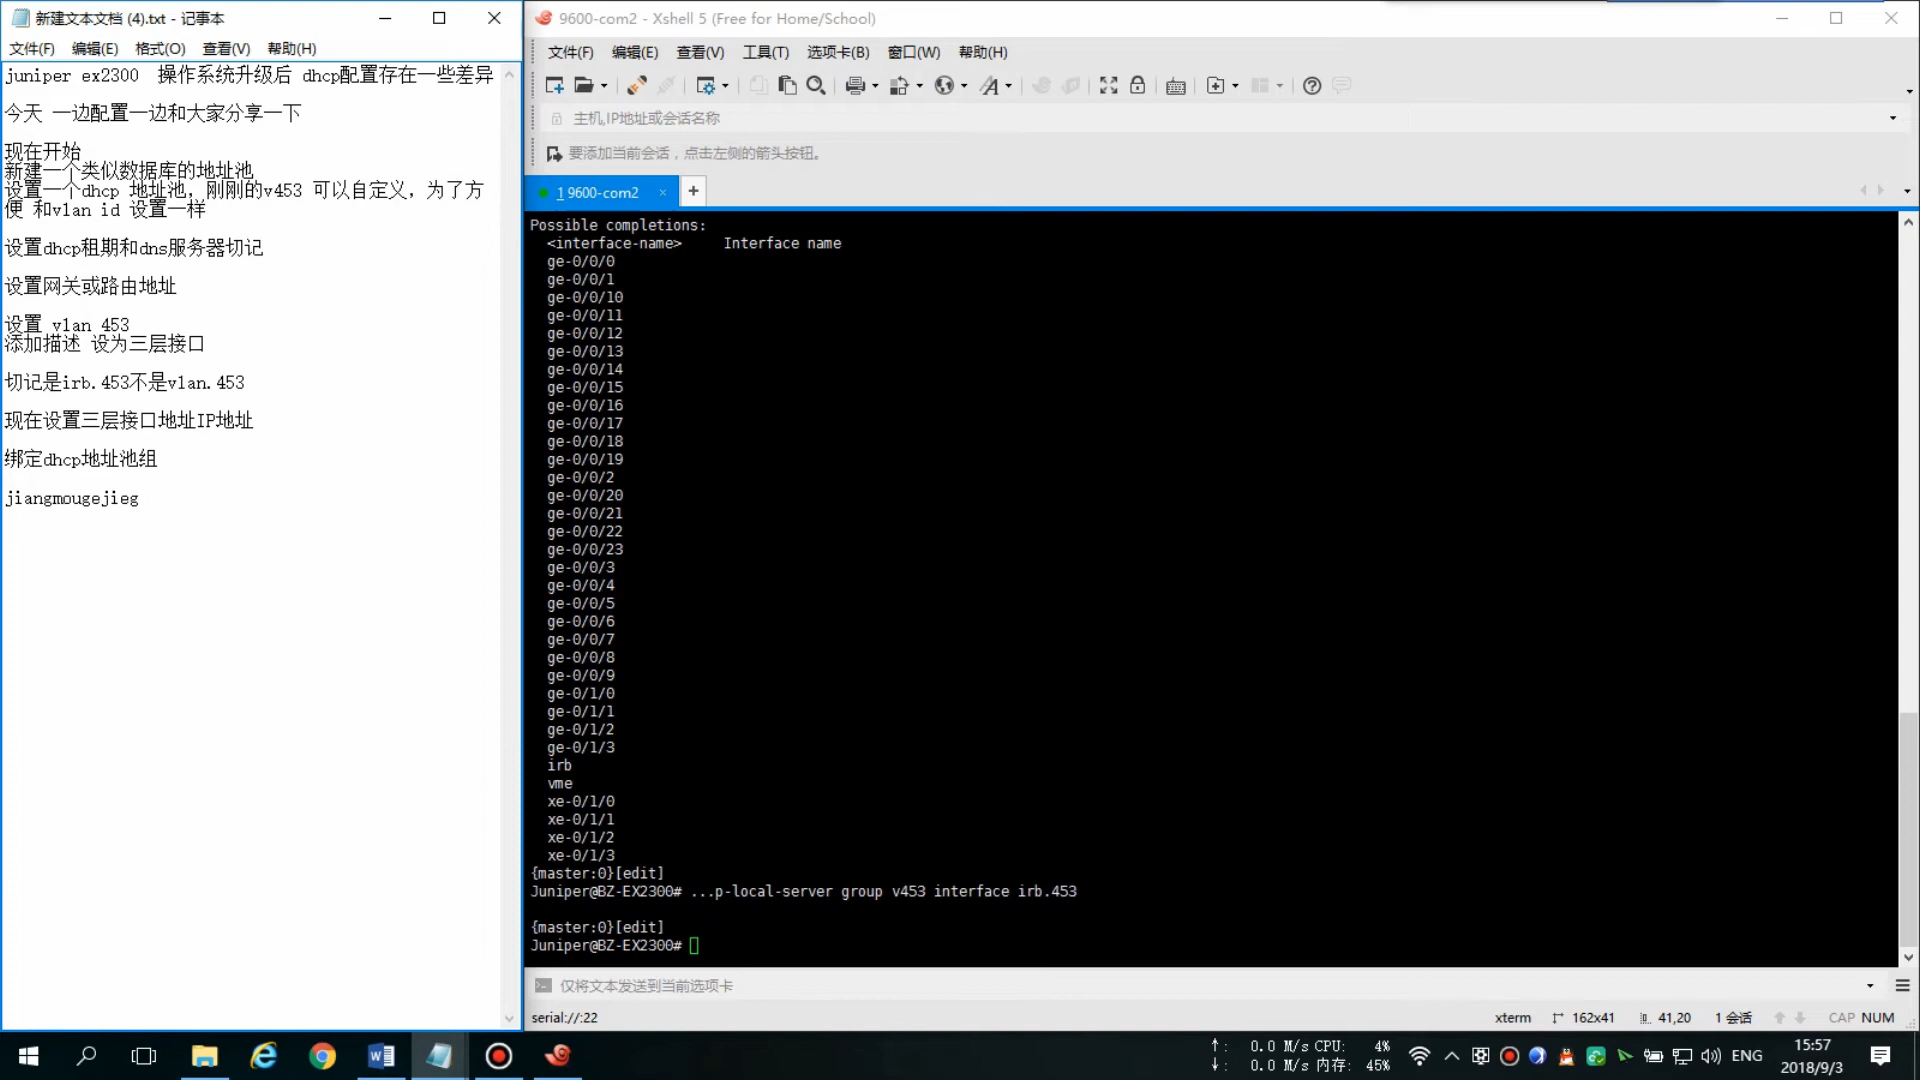 新建文本文档 (4).txt - 记事本
文件(F) 编辑(E) 格式(O) 查看(V) 帮助(H)
juniper ex2300 操作系统升级后 dhcp配置存在一些差异
今天 一边配置一边和大家分享一下
现在开始
新建一个类似数据库的地址池
设置一个dhcp 地址池，刚刚的v453 可以自定义，为了方
便 和vlan id 设置一样
设置dhcp租期和dns服务器切记
设置网关或路由地址
设置 vlan 453
添加描述 设为三层接口
切记是irb.453不是vlan.453
现在设置三层接口地址IP地址
绑定dhcp地址池组
jiangmougejieg
9600-com2 - Xshell 5 (Free for Home/School)
文件(F) 编辑(E) 查看(V) 工具(T) 选项卡(B) 窗口(W) 帮助(H)
主机,IP地址或会话名称
要添加当前会话，点击左侧的箭头按钮。
1 9600-com2 × +
Possible completions:
<interface-name> Interface name
ge-0/0/0
ge-0/0/1
ge-0/0/10
ge-0/0/11
ge-0/0/12
ge-0/0/13
ge-0/0/14
ge-0/0/15
ge-0/0/16
ge-0/0/17
ge-0/0/18
ge-0/0/19
ge-0/0/2
ge-0/0/20
ge-0/0/21
ge-0/0/22
ge-0/0/23
ge-0/0/3
ge-0/0/4
ge-0/0/5
ge-0/0/6
ge-0/0/7
ge-0/0/8
ge-0/0/9
ge-0/1/0
ge-0/1/1
ge-0/1/2
ge-0/1/3
irb
vme
xe-0/1/0
xe-0/1/1
xe-0/1/2
xe-0/1/3
{master:0}[edit]
Juniper@BZ-EX2300# ...p-local-server group v453 interface irb.453
{master:0}[edit]
Juniper@BZ-EX2300#
仅将文本发送到当前选项卡
serial://:22 xterm 162x41 41,20 1 会话 CAP NUM
↑: 0.0 M/s CPU: 4%
↓: 0.0 M/s 内存: 45%
ENG
15:57
2018/9/3